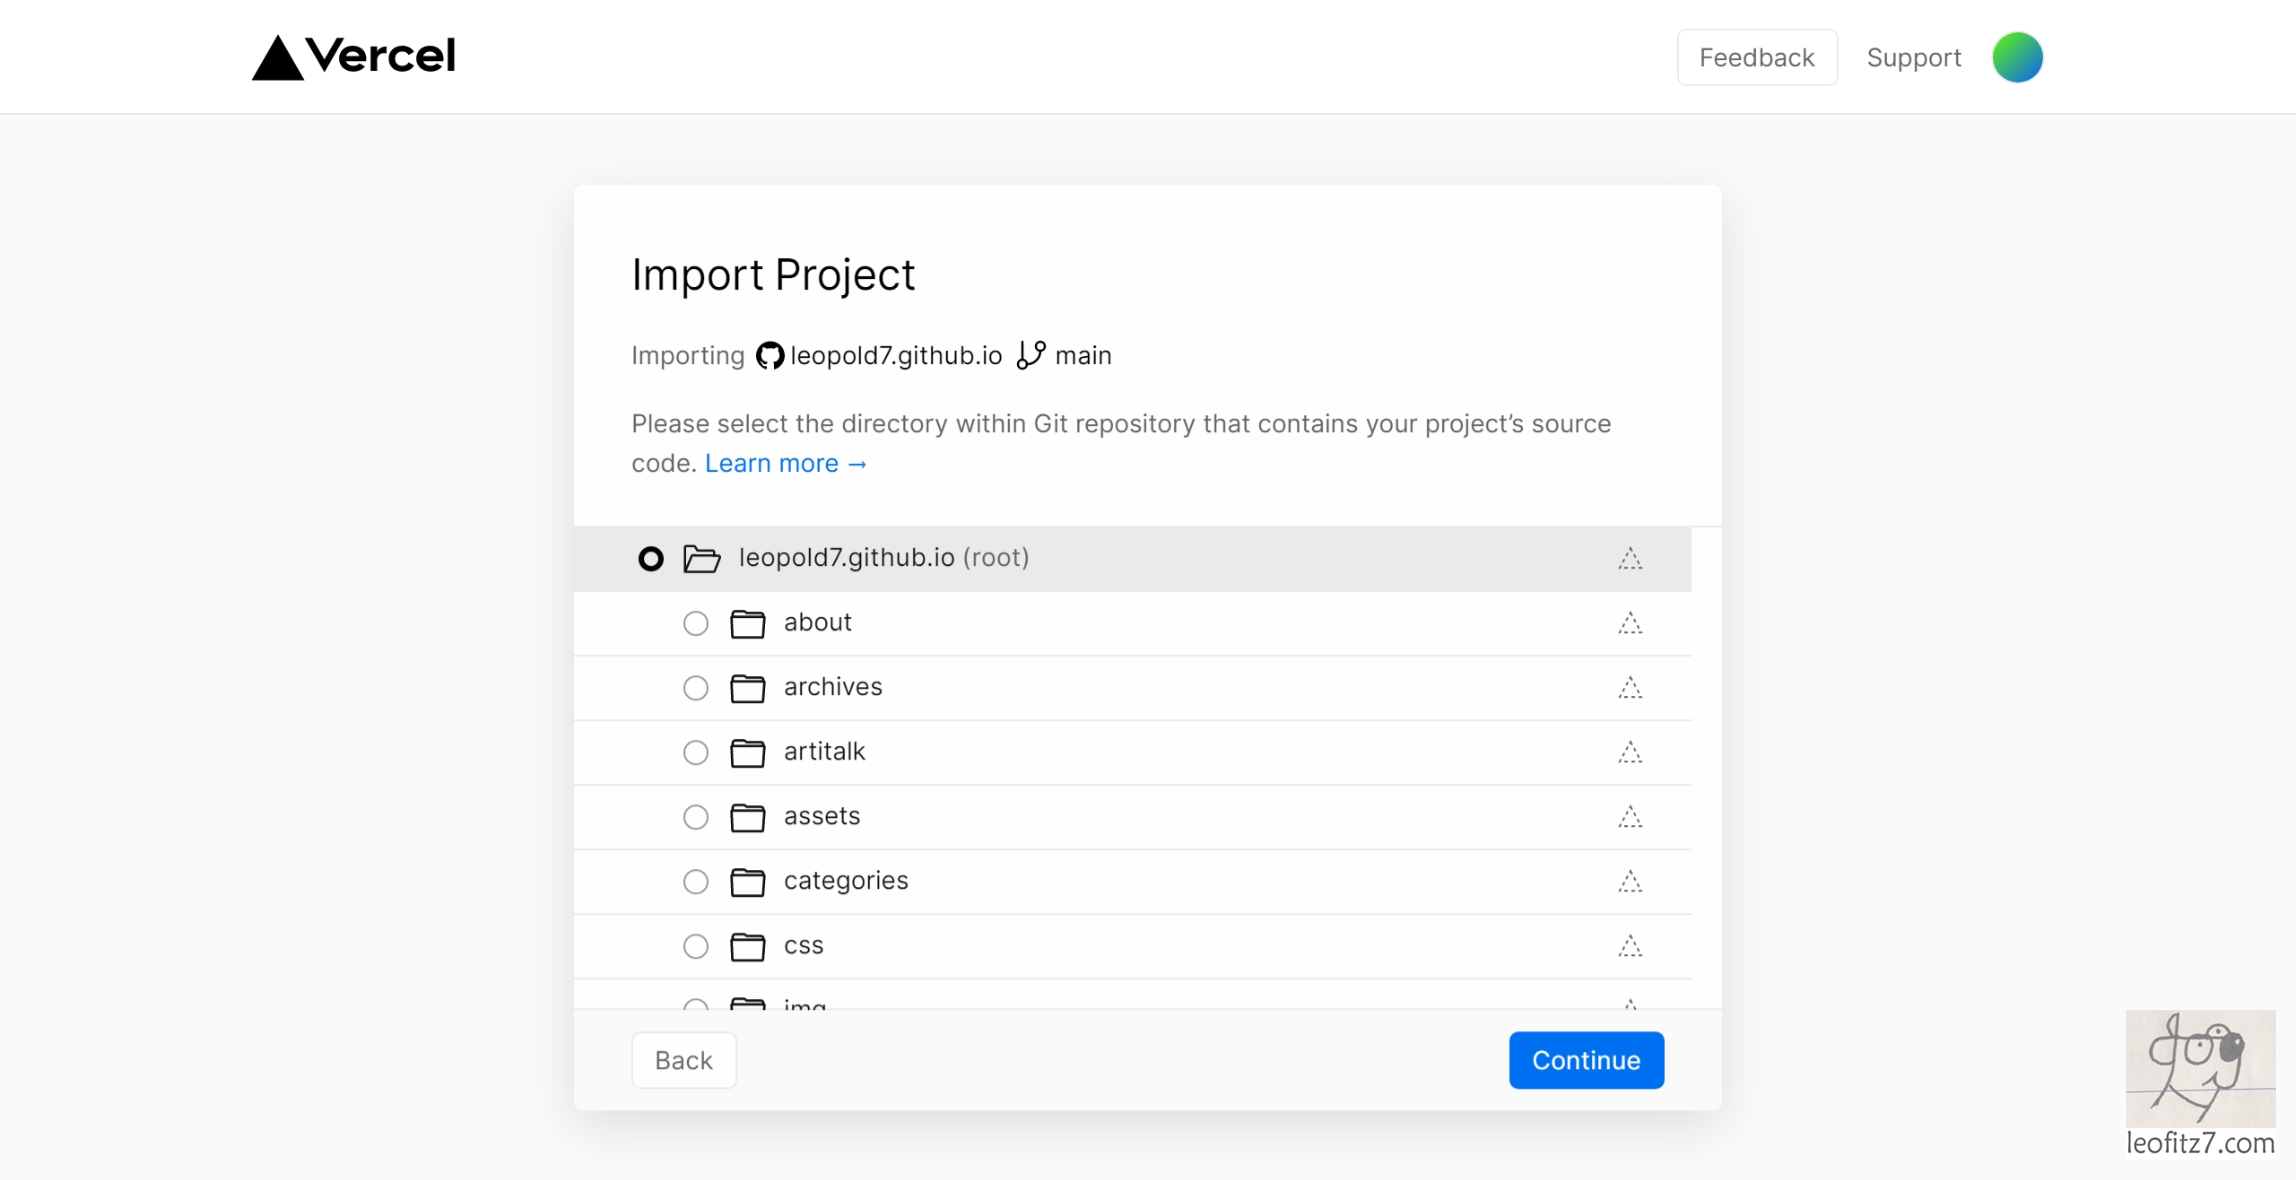 Vercel
Feedback
Support
Import Project
Importing leopold7.github.io main
Please select the directory within Git repository that contains your project’s source
code. Learn more →
leopold7.github.io (root)
about
archives
artitalk
assets
categories
css
img
Back
Continue
dog
leofitz7.com